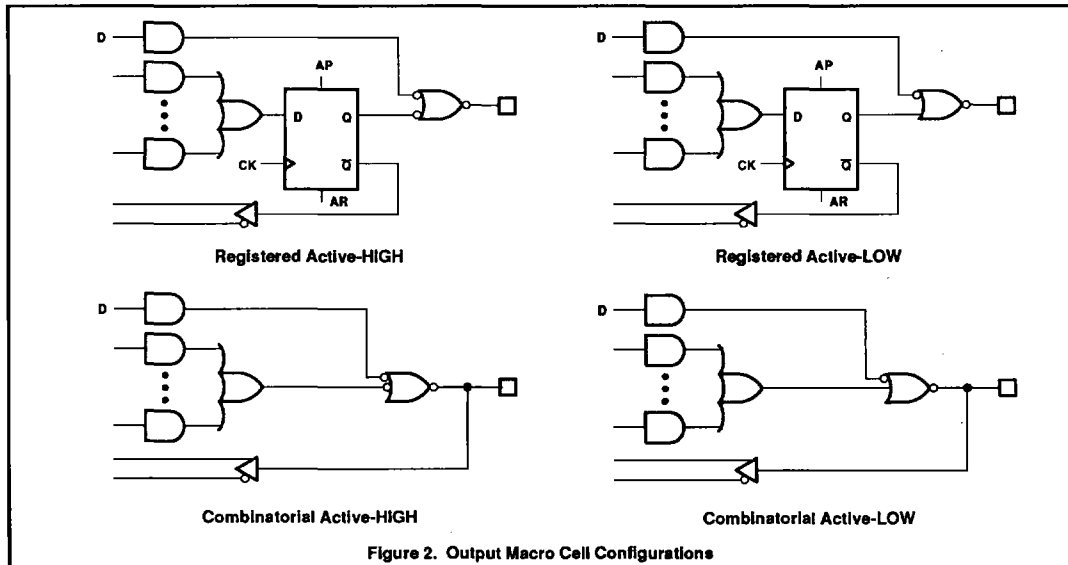 D
AP
D
Q
CK
Q
AR
Registered Active-HIGH
D
AP
D
Q
CK
Q
AR
Registered Active-LOW
D
Combinatorial Active-HIGH
D
Combinatorial Active-LOW
Figure 2. Output Macro Cell Configurations